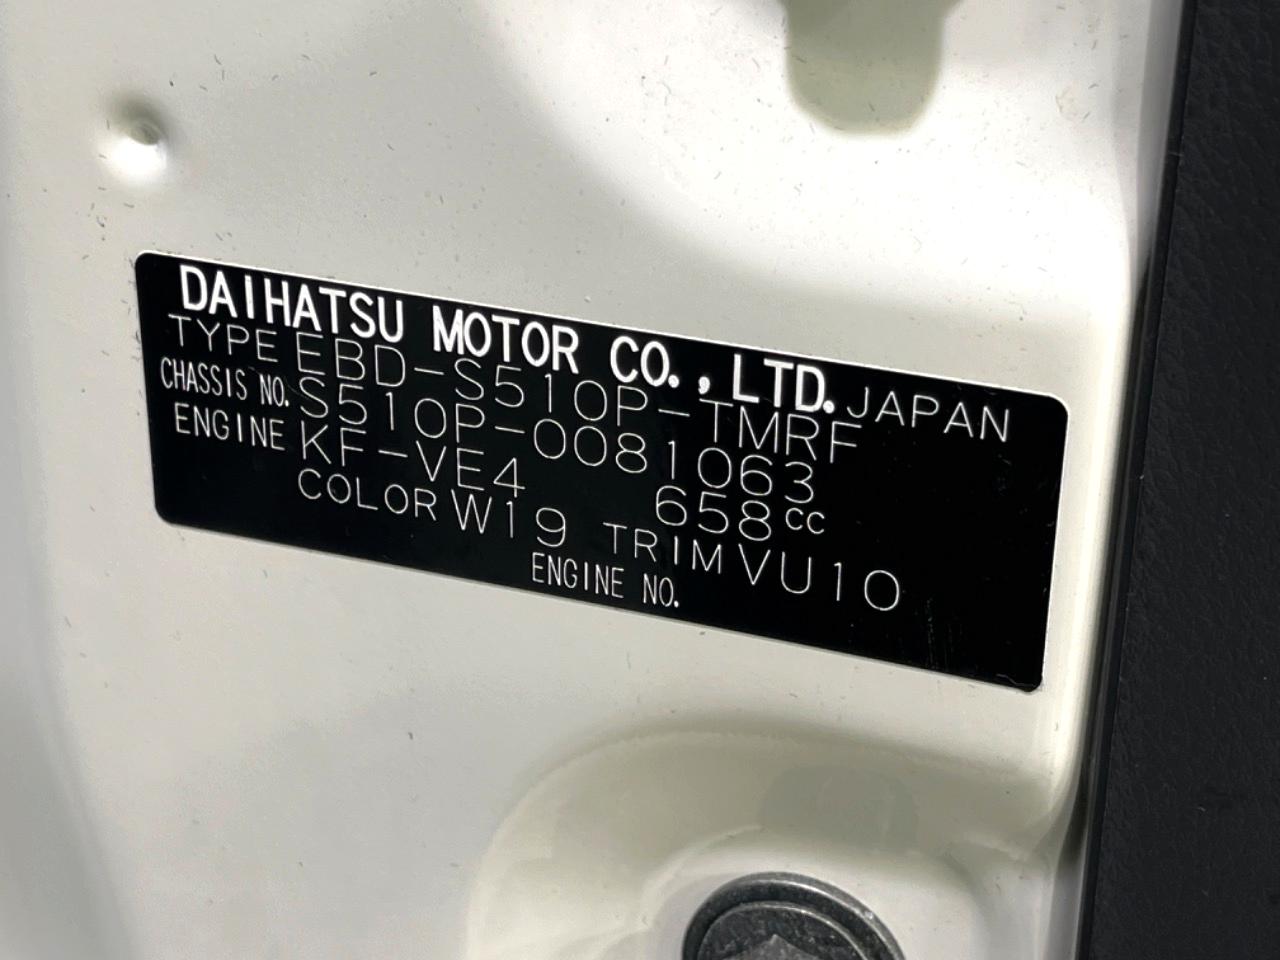 DAIHATSU MOTOR CO., LTD. JAPAN
TYPE EBD-S510P-TMRF
CHASSIS NO. S510P-0081063
ENGINE KF-VE4 658cc
COLOR W19 TRIM VU10
ENGINE NO.